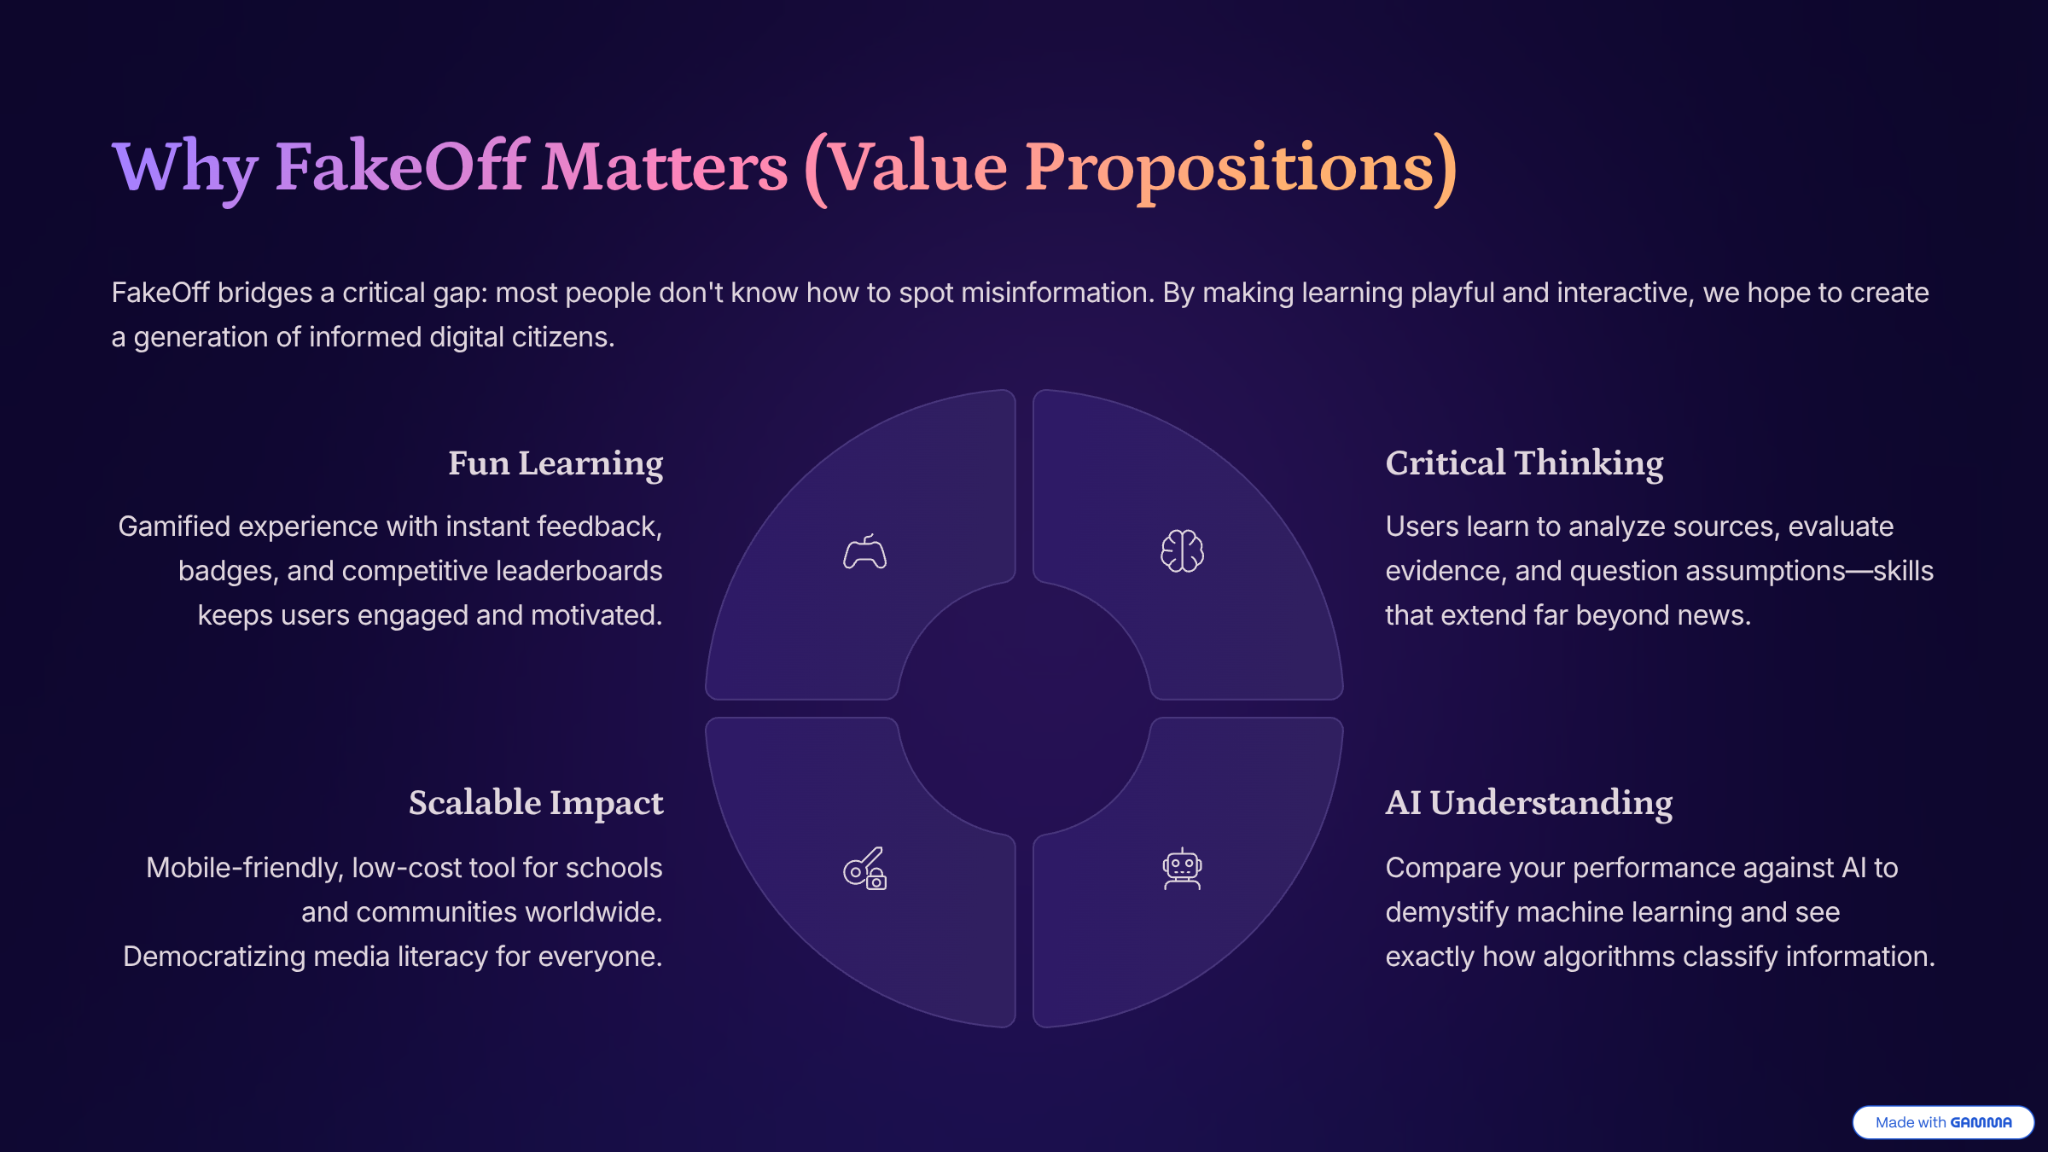 Why FakeOff Matters (Value Propositions)
FakeOff bridges a critical gap: most people don't know how to spot misinformation. By making learning playful and interactive, we hope to create
a generation of informed digital citizens.
Fun Learning
Gamified experience with instant feedback,
badges, and competitive leaderboards
keeps users engaged and motivated.
Critical Thinking
Users learn to analyze sources, evaluate
evidence, and question assumptions—skills
that extend far beyond news.
Scalable Impact
Mobile-friendly, low-cost tool for schools
and communities worldwide.
Democratizing media literacy for everyone.
AI Understanding
Compare your performance against AI to
demystify machine learning and see
exactly how algorithms classify information.
Made with GAMMA